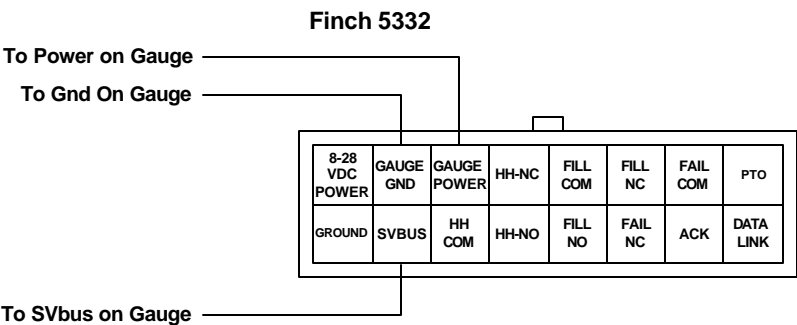 Finch 5332
To Power on Gauge
To Gnd On Gauge
8-28
VDC
POWER
GAUGE
GND
GAUGE
POWER
HH-NC
FILL
COM
FILL
NC
FAIL
COM
PTO
GROUND
SVBUS
HH
COM
HH-NO
FILL
NO
FAIL
NC
ACK
DATA
LINK
To SVbus on Gauge